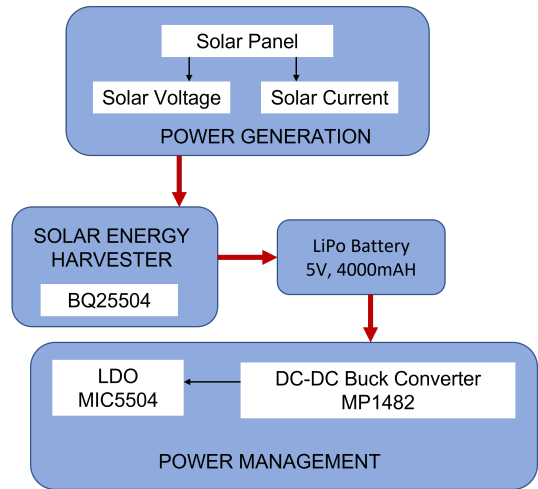 Solar Panel
Solar Voltage
Solar Current
POWER GENERATION
SOLAR ENERGY
HARVESTER
BQ25504
LiPo Battery
5V, 4000mAH
LDO
MIC5504
DC-DC Buck Converter
MP1482
POWER MANAGEMENT